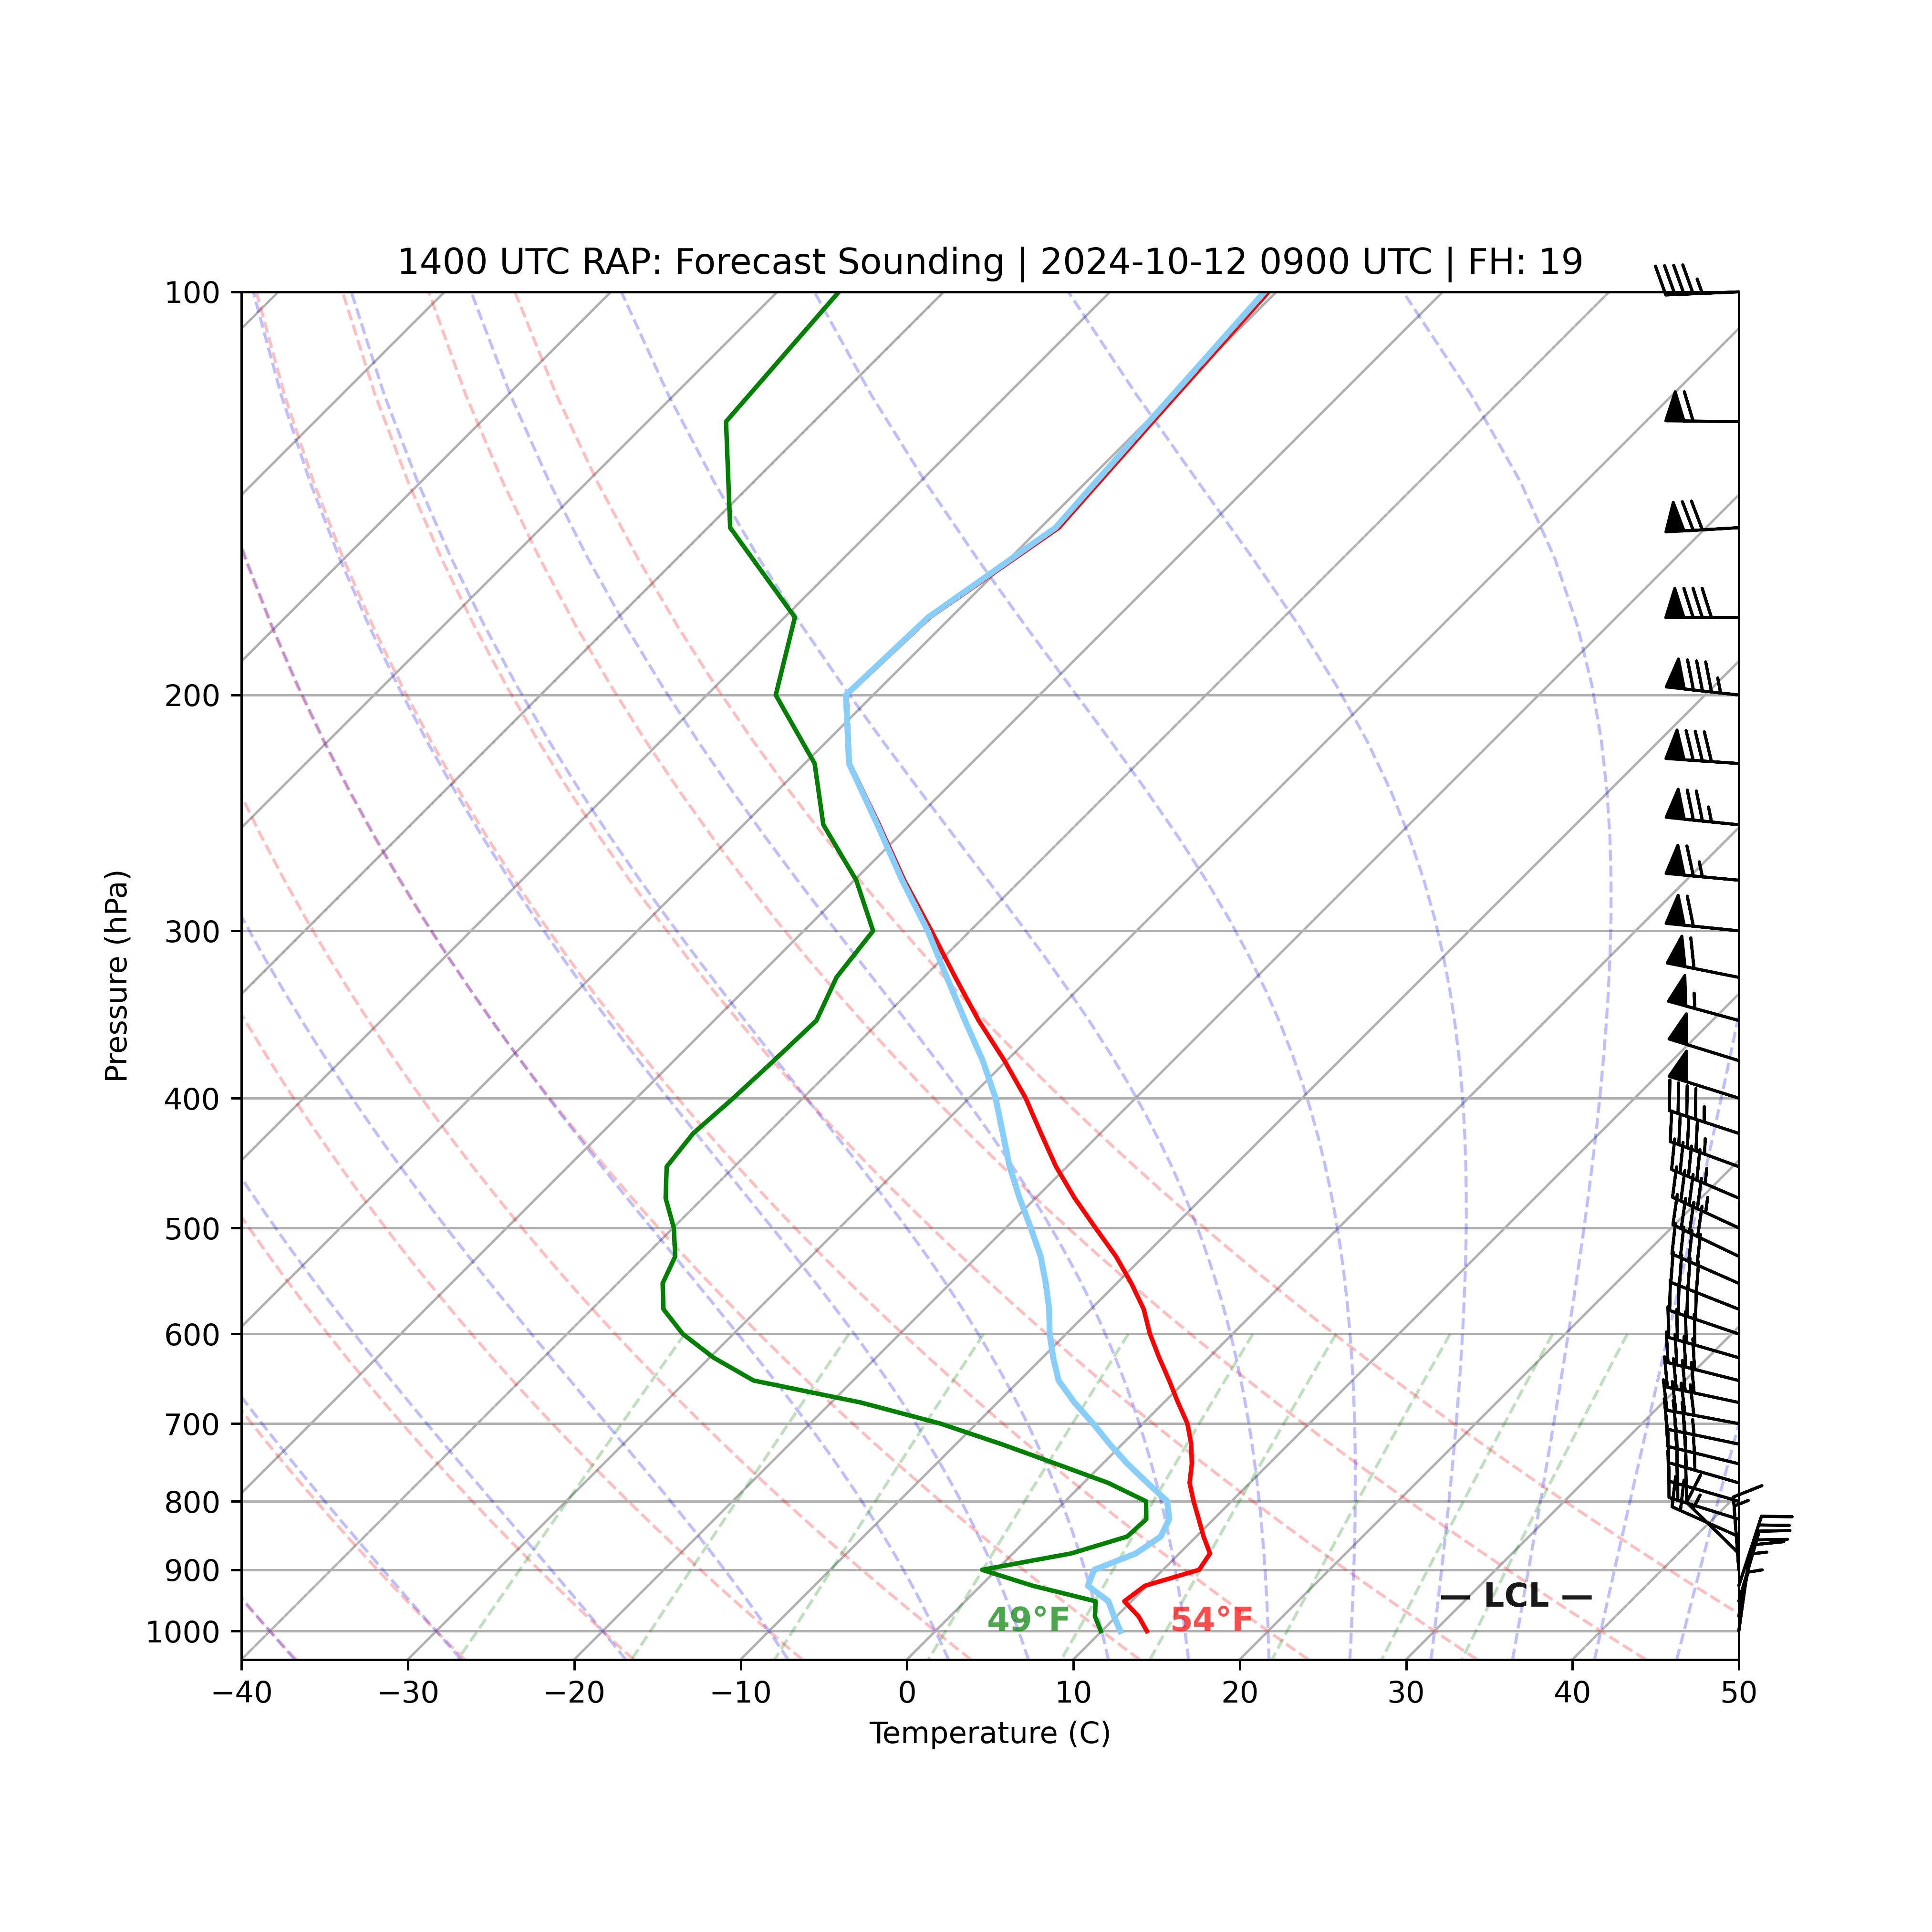 1400 UTC RAP: Forecast Sounding | 2024-10-12 0900 UTC | FH: 19
100
200
300
400
500
600
700
800
900
1000
Pressure (hPa)
— LCL —
49°F
54°F
−40 −30 −20 −10 0 10 20 30 40 50
Temperature (C)